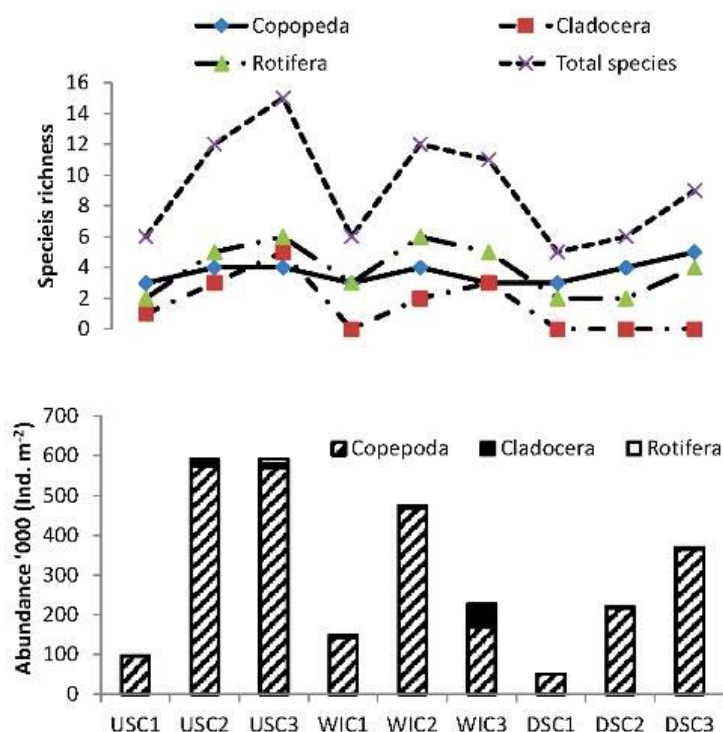 Copopeda Cladocera
Rotifera Total species
16
14
12
10
8
6
4
2
0
Specieis richness
700
600
500
400
300
200
100
0
Abundance '000 (Ind. m⁻²)
Copepoda Cladocera Rotifera
USC1 USC2 USC3 WIC1 WIC2 WIC3 DSC1 DSC2 DSC3